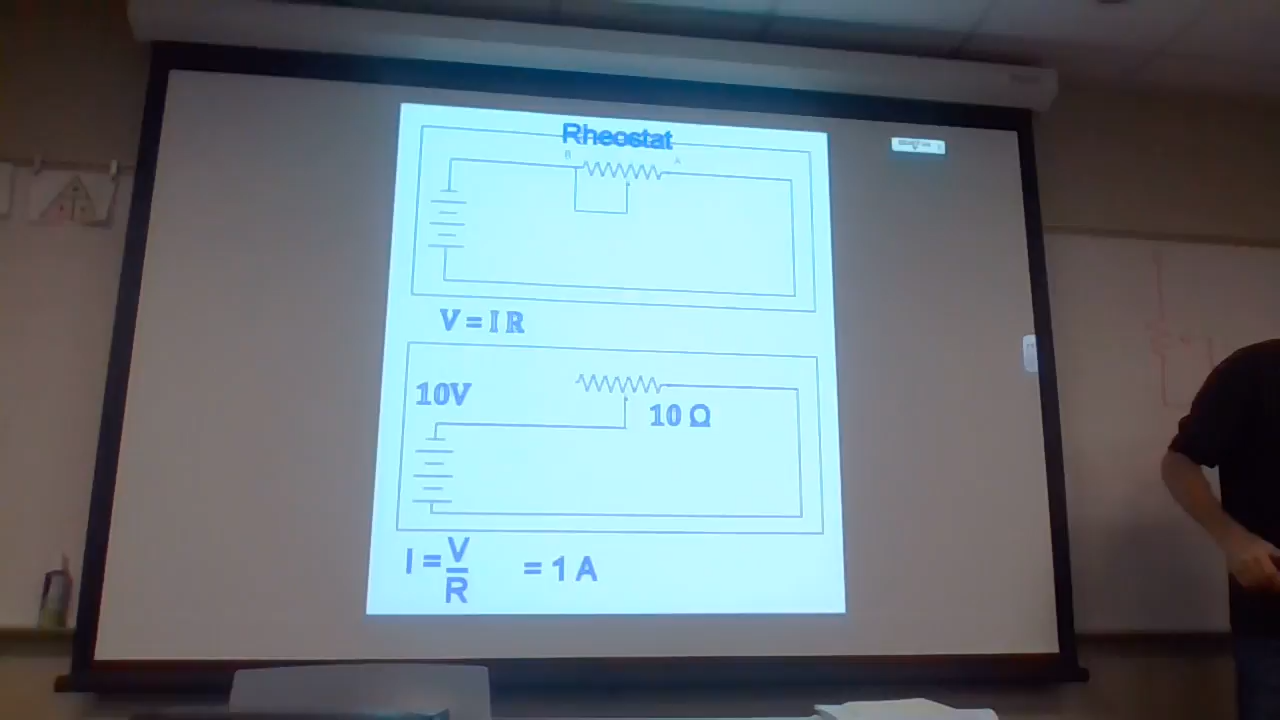 Rheostat
B
A
V = I R
10V
10 Ω
I = V/R = 1 A